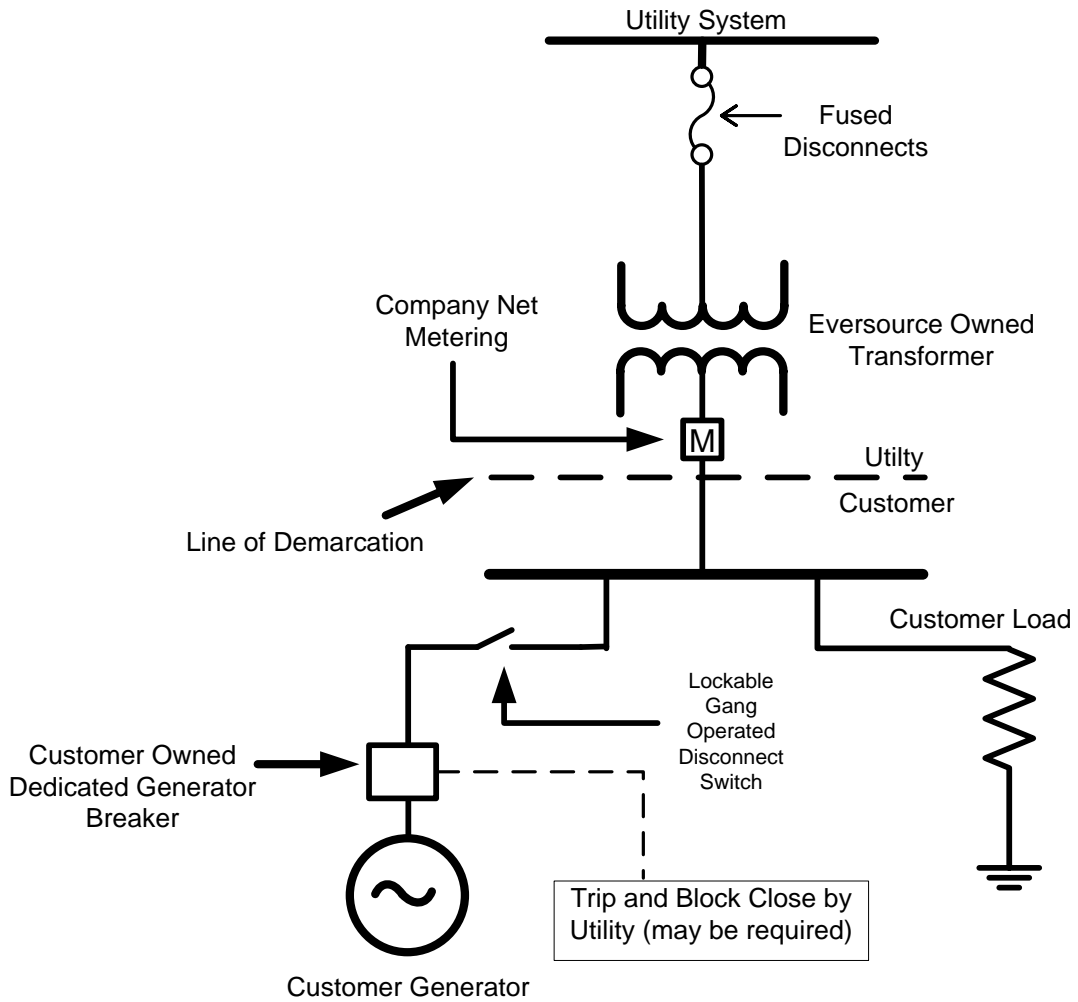 Utility System
Fused
Disconnects
Company Net
Metering
Eversource Owned
Transformer
M
Utilty
Customer
Line of Demarcation
Customer Load
Lockable
Gang
Operated
Disconnect
Switch
Customer Owned
Dedicated Generator
Breaker
Trip and Block Close by
Utility (may be required)
Customer Generator